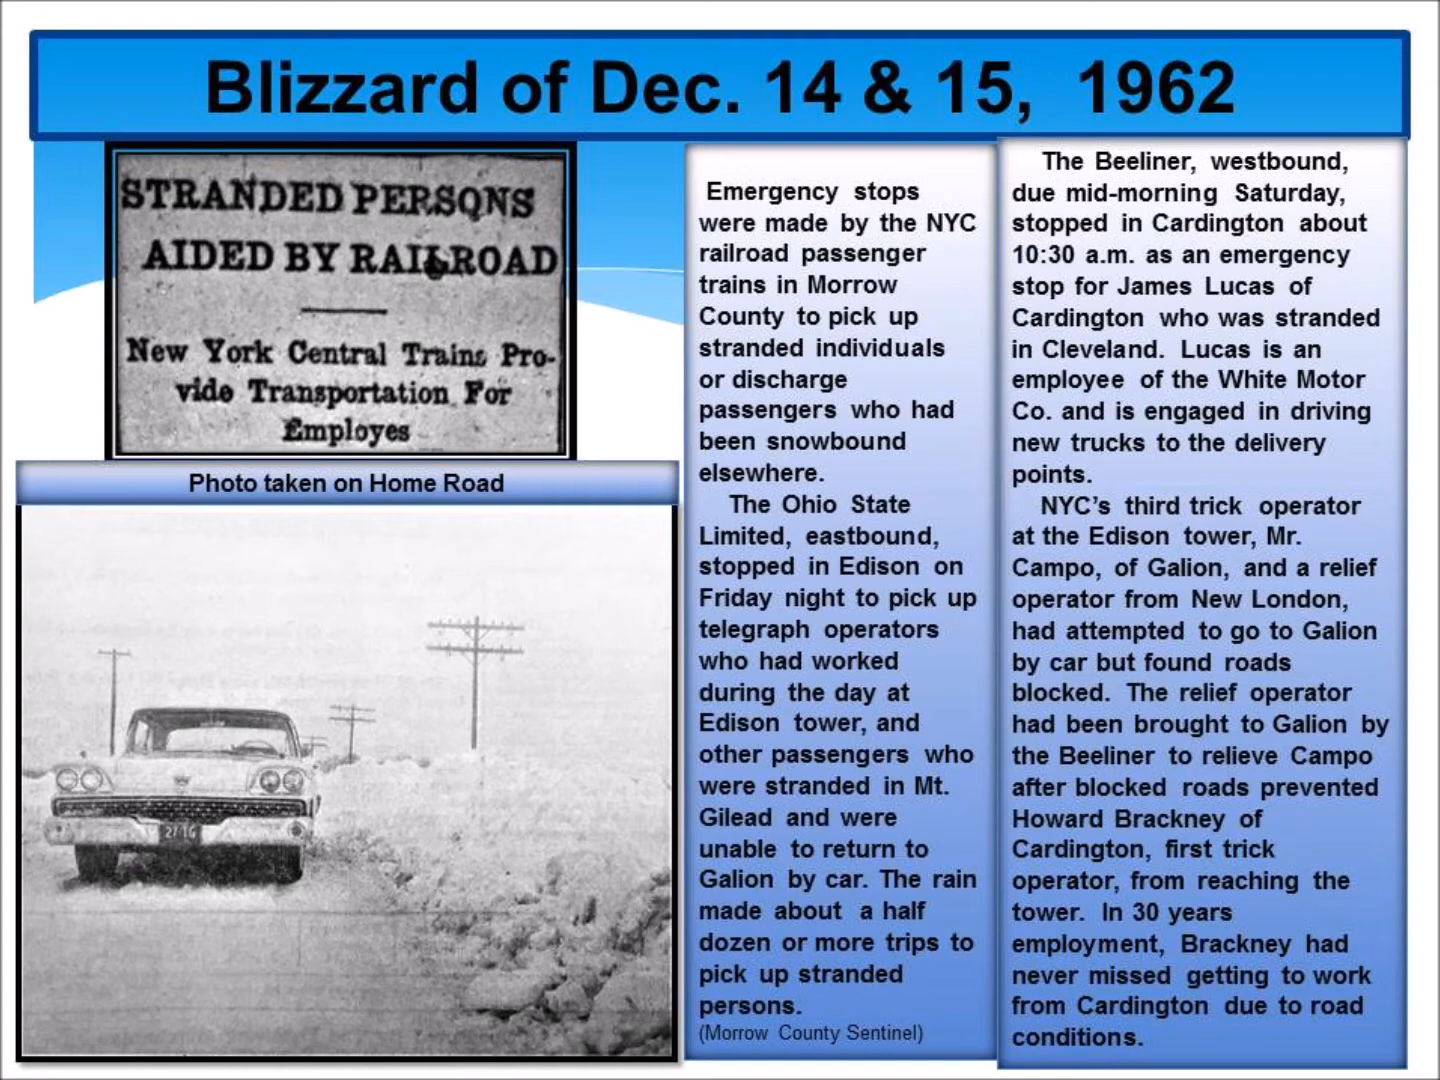 Blizzard of Dec. 14 & 15, 1962
STRANDED PERSONS
AIDED BY RAILROAD
New York Central Trains Pro-
vide Transportation For
Employes
Photo taken on Home Road
27 1G
Emergency stops
were made by the NYC
railroad passenger
trains in Morrow
County to pick up
stranded individuals
or discharge
passengers who had
been snowbound
elsewhere.
The Ohio State
Limited, eastbound,
stopped in Edison on
Friday night to pick up
telegraph operators
who had worked
during the day at
Edison tower, and
other passengers who
were stranded in Mt.
Gilead and were
unable to return to
Galion by car. The rain
made about a half
dozen or more trips to
pick up stranded
persons.
(Morrow County Sentinel)
The Beeliner, westbound,
due mid-morning Saturday,
stopped in Cardington about
10:30 a.m. as an emergency
stop for James Lucas of
Cardington who was stranded
in Cleveland. Lucas is an
employee of the White Motor
Co. and is engaged in driving
new trucks to the delivery
points.
NYC’s third trick operator
at the Edison tower, Mr.
Campo, of Galion, and a relief
operator from New London,
had attempted to go to Galion
by car but found roads
blocked. The relief operator
had been brought to Galion by
the Beeliner to relieve Campo
after blocked roads prevented
Howard Brackney of
Cardington, first trick
operator, from reaching the
tower. In 30 years
employment, Brackney had
never missed getting to work
from Cardington due to road
conditions.